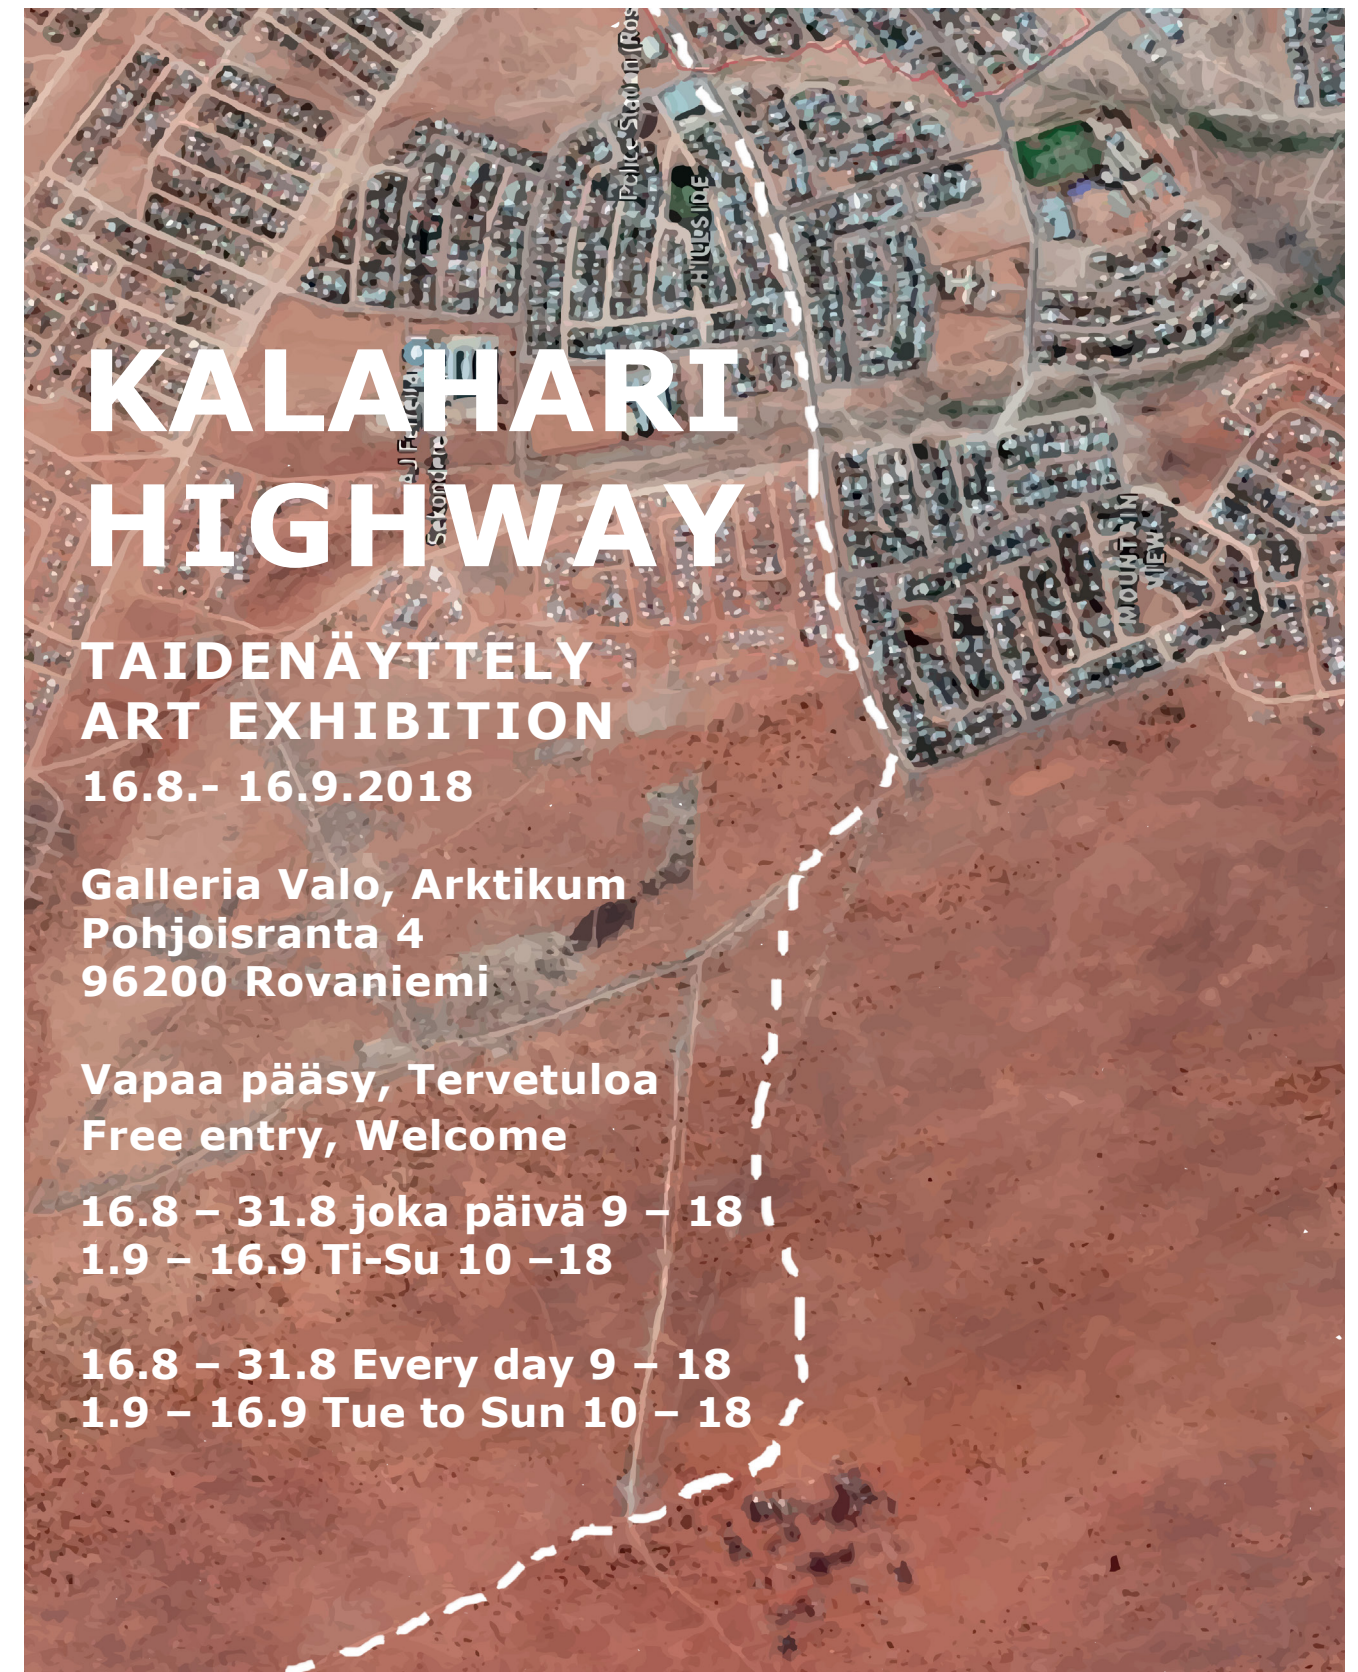 Police Station (Ros
HILLSIDE
KALAHARI
HIGHWAY
MOUNTAIN
VIEW
TAIDENÄYTTELY
ART EXHIBITION
16.8.- 16.9.2018
Galleria Valo, Arktikum
Pohjoisranta 4
96200 Rovaniemi
Vapaa pääsy, Tervetuloa
Free entry, Welcome
16.8 – 31.8 joka päivä 9 – 18
1.9 – 16.9 Ti-Su 10 –18
16.8 – 31.8 Every day 9 – 18
1.9 – 16.9 Tue to Sun 10 – 18